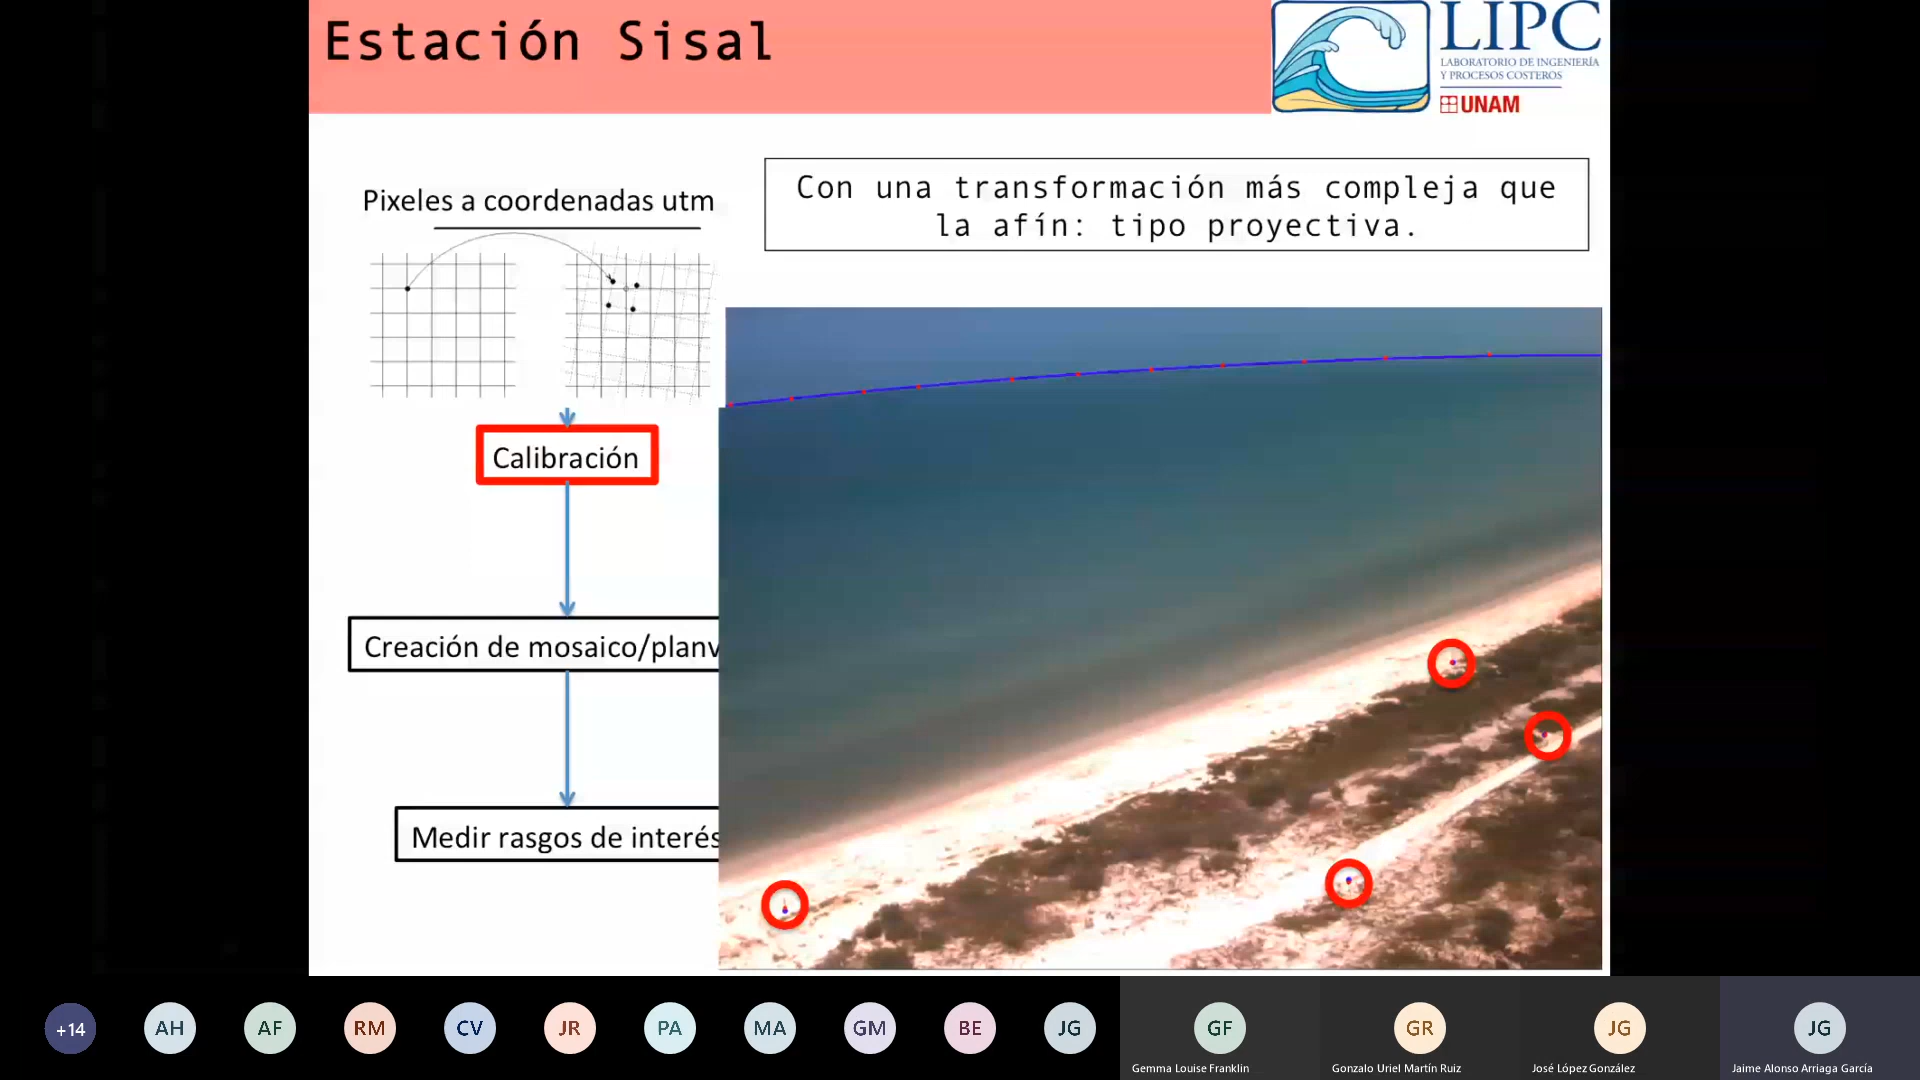 Estación Sisal
LIPC
LABORATORIO DE INGENIERÍA
Y PROCESOS COSTEROS
UNAM
Pixeles a coordenadas utm
Con una transformación más compleja que
la afín: tipo proyectiva.
Calibración
Creación de mosaico/planv
Medir rasgos de interés
+14
AH
AF
RM
CV
JR
PA
MA
GM
BE
JG
GF
GR
JG
JG
Gemma Louise Franklin
Gonzalo Uriel Martín Ruiz
José López González
Jaime Alonso Arriaga García